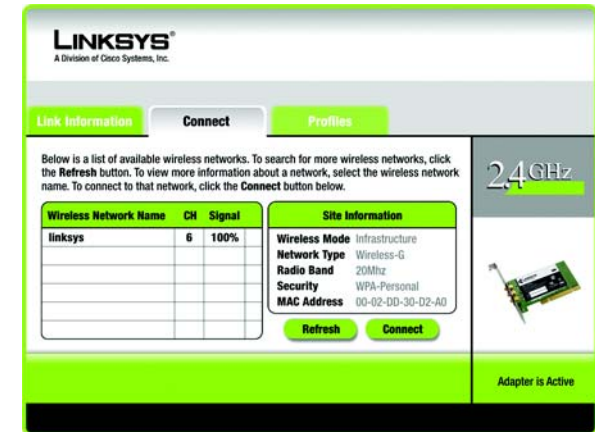 LINKSYS®
A Division of Cisco Systems, Inc.
Link Information Connect Profiles
Below is a list of available wireless networks. To search for more wireless networks, click
the Refresh button. To view more information about a network, select the wireless network
name. To connect to that network, click the Connect button below.
2,4GHz
Wireless Network Name CH Signal
linksys 6 100%
Site Information
Wireless Mode Infrastructure
Network Type Wireless-G
Radio Band 20Mhz
Security WPA-Personal
MAC Address 00-02-DD-30-D2-A0
Refresh Connect
Adapter is Active